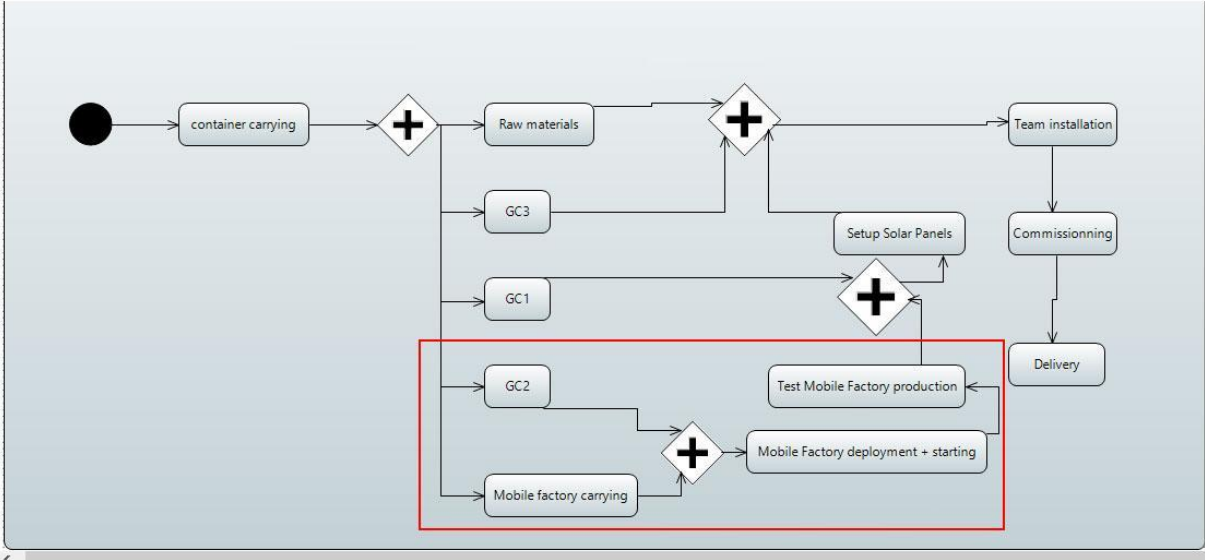 container carrying
Raw materials
Team installation
GC3
Setup Solar Panels
Commissionning
GC1
GC2
Test Mobile Factory production
Delivery
Mobile Factory deployment + starting
Mobile factory carrying